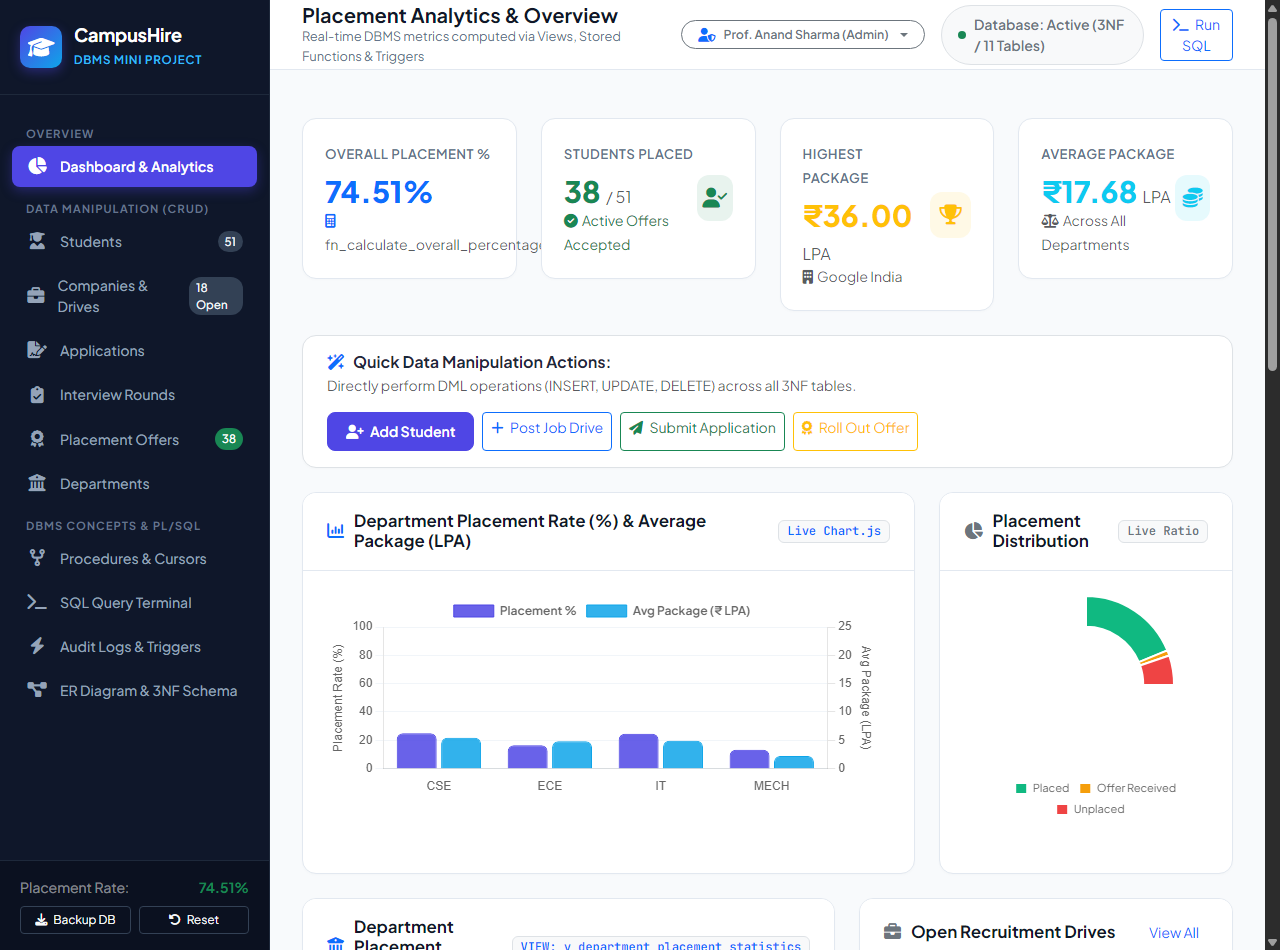 CampusHire
DBMS MINI PROJECT
OVERVIEW
Dashboard & Analytics
DATA MANIPULATION (CRUD)
Students
51
Companies &
Drives
18
Open
Applications
Interview Rounds
Placement Offers
38
Departments
DBMS CONCEPTS & PL/SQL
Procedures & Cursors
SQL Query Terminal
Audit Logs & Triggers
ER Diagram & 3NF Schema
Placement Rate:
74.51%
Backup DB
Reset
Placement Analytics & Overview
Real-time DBMS metrics computed via Views, Stored
Functions & Triggers
Prof. Anand Sharma (Admin)
Database: Active (3NF
/ 11 Tables)
Run
SQL
OVERALL PLACEMENT %
74.51%
fn_calculate_overall_percentage
STUDENTS PLACED
38 / 51
Active Offers
Accepted
HIGHEST
PACKAGE
₹36.00
LPA
Google India
AVERAGE PACKAGE
₹17.68 LPA
Across All
Departments
Quick Data Manipulation Actions:
Directly perform DML operations (INSERT, UPDATE, DELETE) across all 3NF tables.
Add Student
Post Job Drive
Submit Application
Roll Out Offer
Department Placement Rate (%) & Average
Package (LPA)
Live Chart.js
Placement %
Avg Package (₹ LPA)
Placement Rate (%)
100
80
60
40
20
0
25
20
15
10
5
0
Avg Package (LPA)
CSE
ECE
IT
MECH
Placement
Distribution
Live Ratio
Placed
Offer Received
Unplaced
Department
Placement
VIEW: v_department_placement_statistics
Open Recruitment Drives
View All